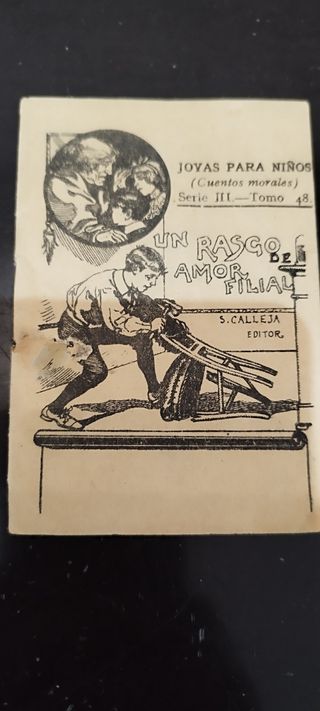 JOYAS PARA NIÑOS
(Cuentos morales)
Serie III.—Tomo 48.
UN RASGO DE
AMOR
FILIAL
S. CALLEJA
EDITOR